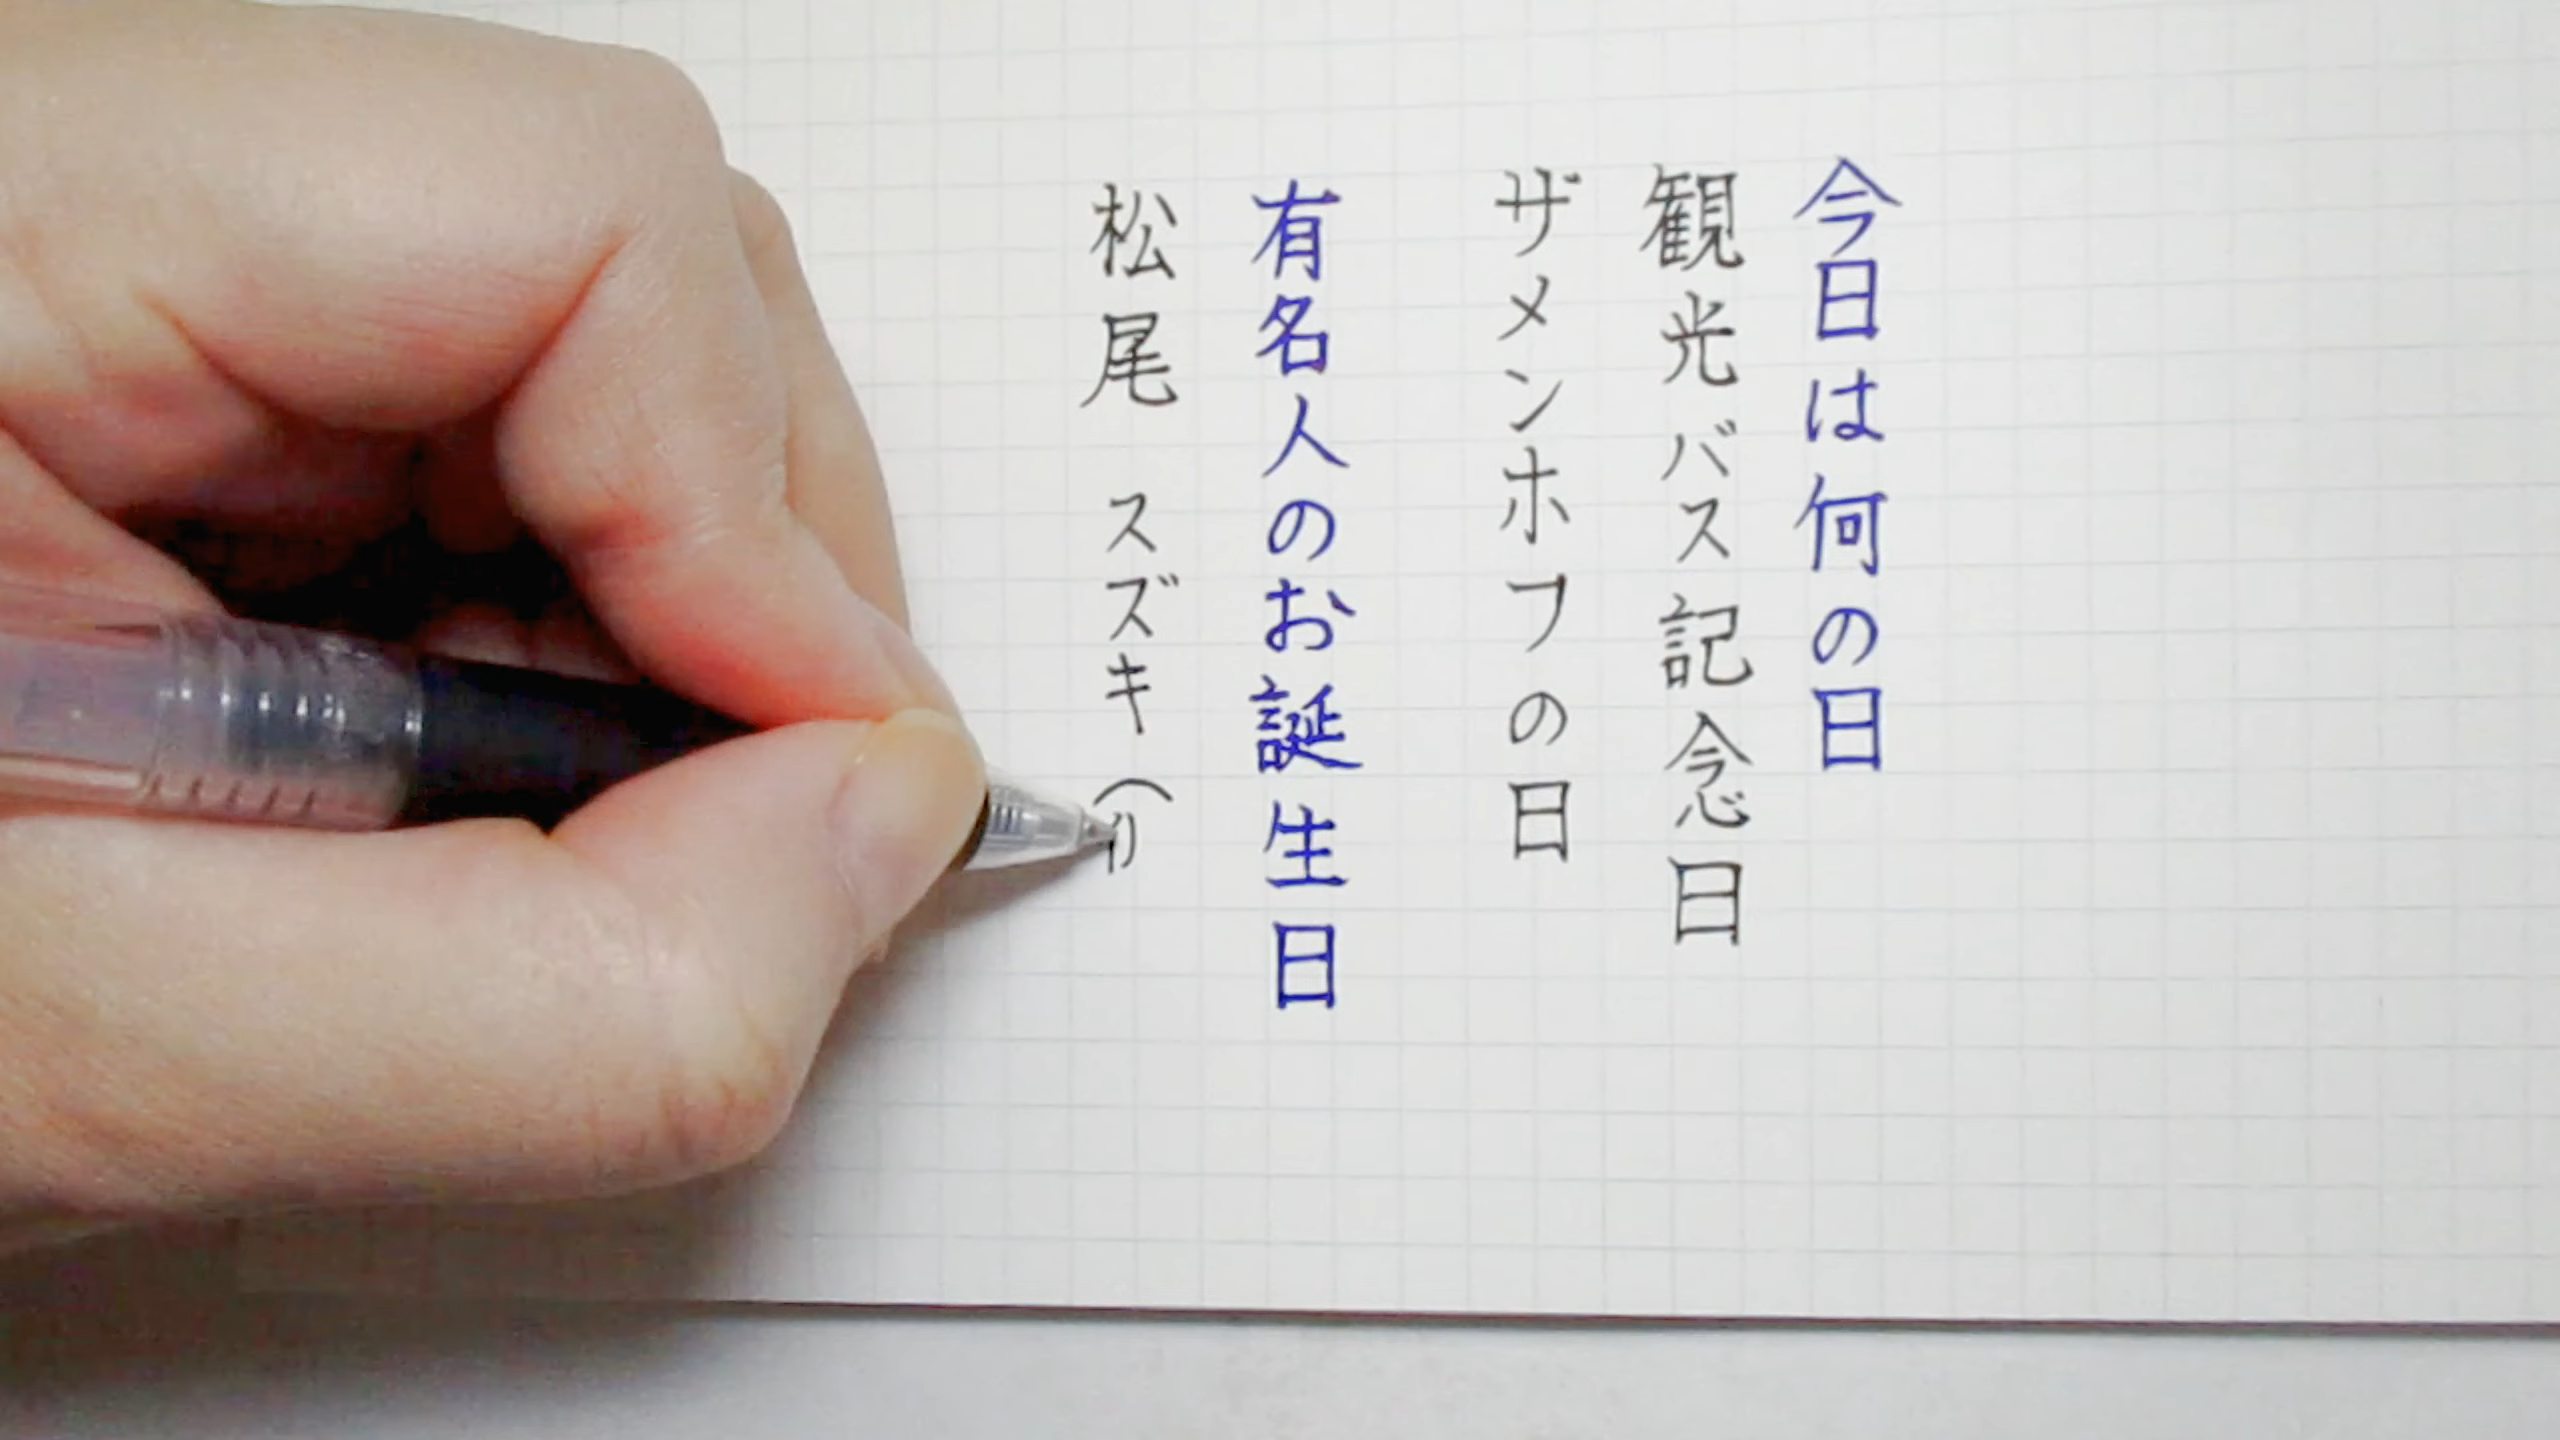 今日は何の日
観光バス記念日
ザメンホフの日
有名人のお誕生日
松尾 スズキ(